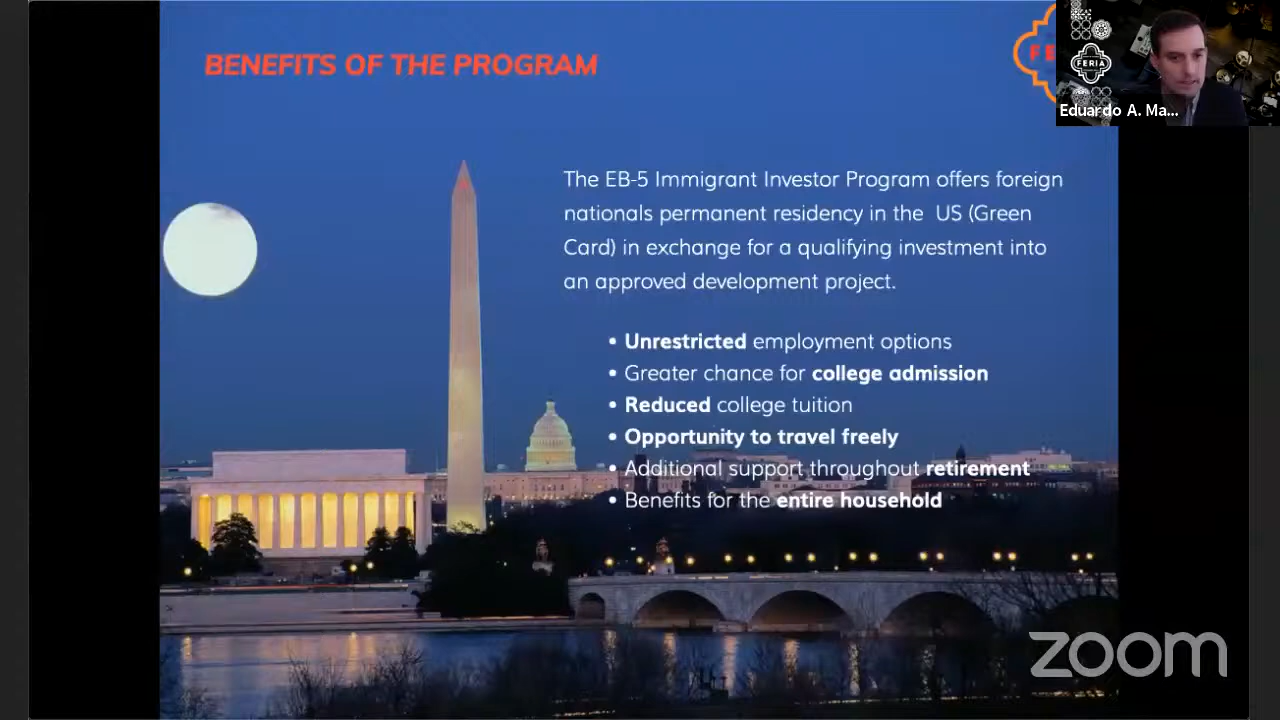 BENEFITS OF THE PROGRAM
FERIA
Eduardo A. Ma...
The EB-5 Immigrant Investor Program offers foreign
nationals permanent residency in the US (Green
Card) in exchange for a qualifying investment into
an approved development project.
• Unrestricted employment options
• Greater chance for college admission
• Reduced college tuition
• Opportunity to travel freely
• Additional support throughout retirement
• Benefits for the entire household
zoom